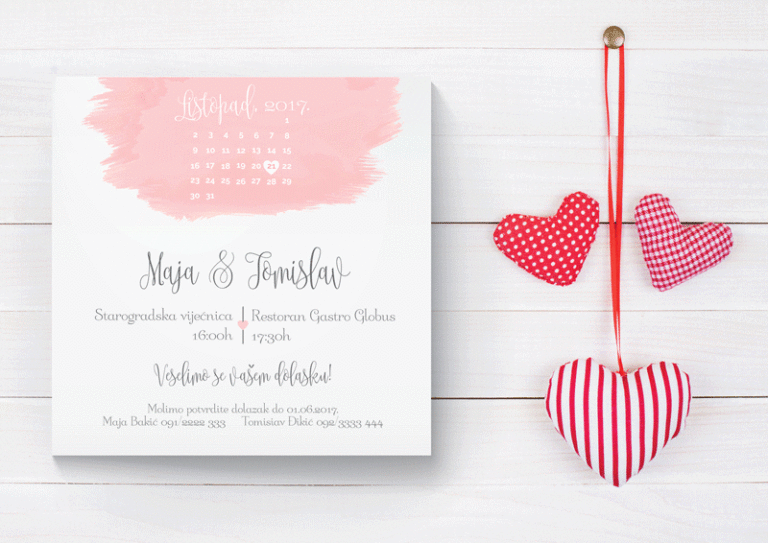 Listopad, 2017.
1
2 3 4 5 6 7 8
9 10 11 12 13 14 15
16 17 18 19 20 21 22
23 24 25 26 27 28 29
30 31
Maja & Tomislav
Starogradska vijećnica | Restoran Gastro Globus
16:00h | 17:30h
Veselimo se vašem dolasku!
Molimo potvrdite dolazak do 01.06.2017.
Maja Bakić 091/2222 333 Tomislav Dikić 092/3333 444